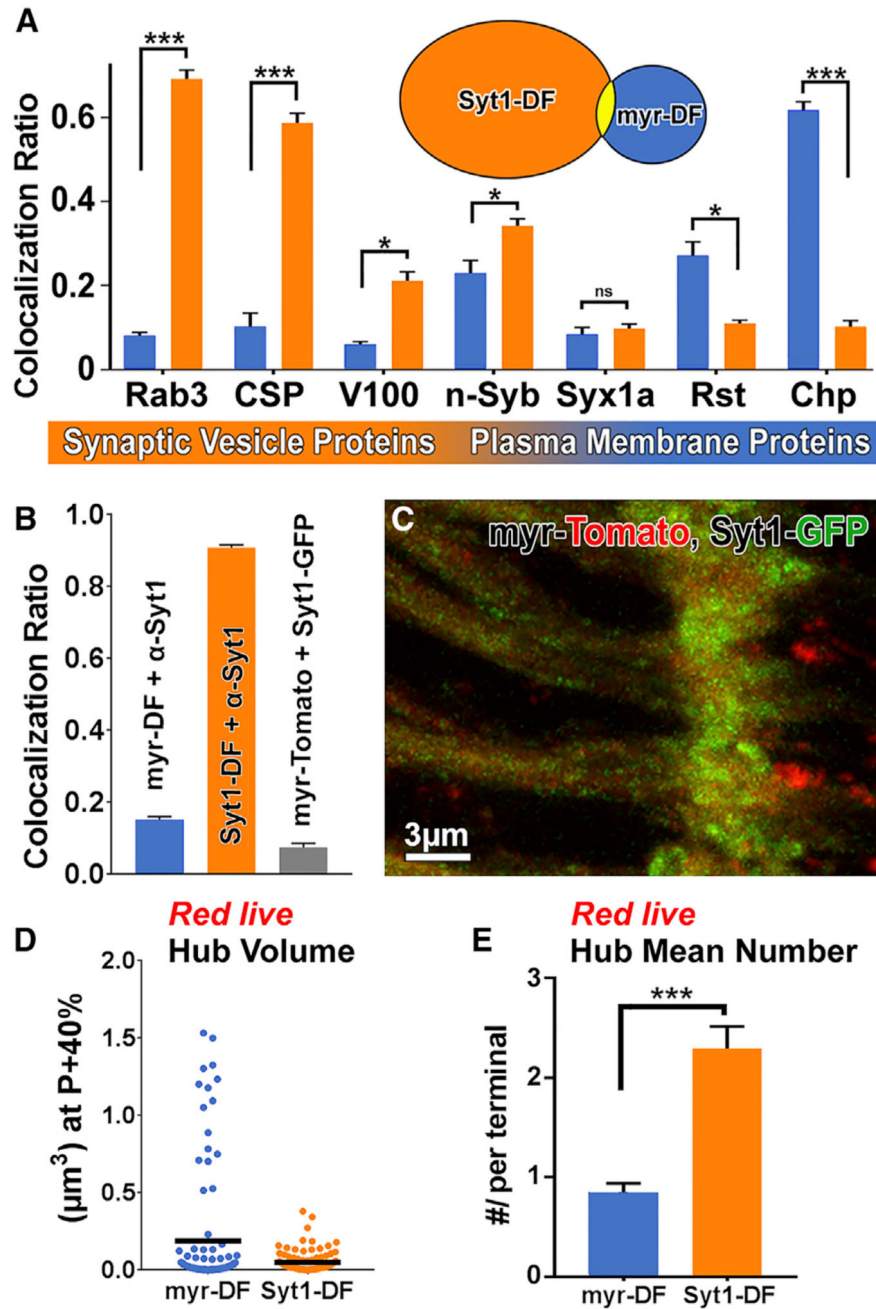 A
***
***
*
*
ns
*
***
Syt1-DF
myr-DF
Colocalization Ratio
0.6
0.4
0.2
0
Rab3 CSP V100 n-Syb Syx1a Rst Chp
Synaptic Vesicle Proteins Plasma Membrane Proteins
B
Colocalization Ratio
1.0
0.8
0.6
0.4
0.2
0.0
myr-DF + α-Syt1
Syt1-DF + α-Syt1
myr-Tomato + Syt1-GFP
C
myr-Tomato, Syt1-GFP
3µm
D
Red live
Hub Volume
(µm³) at P+40%
2.0
1.5
1.0
0.5
0.0
myr-DF Syt1-DF
E
Red live
Hub Mean Number
#/ per terminal
3
2
1
0
***
myr-DF Syt1-DF